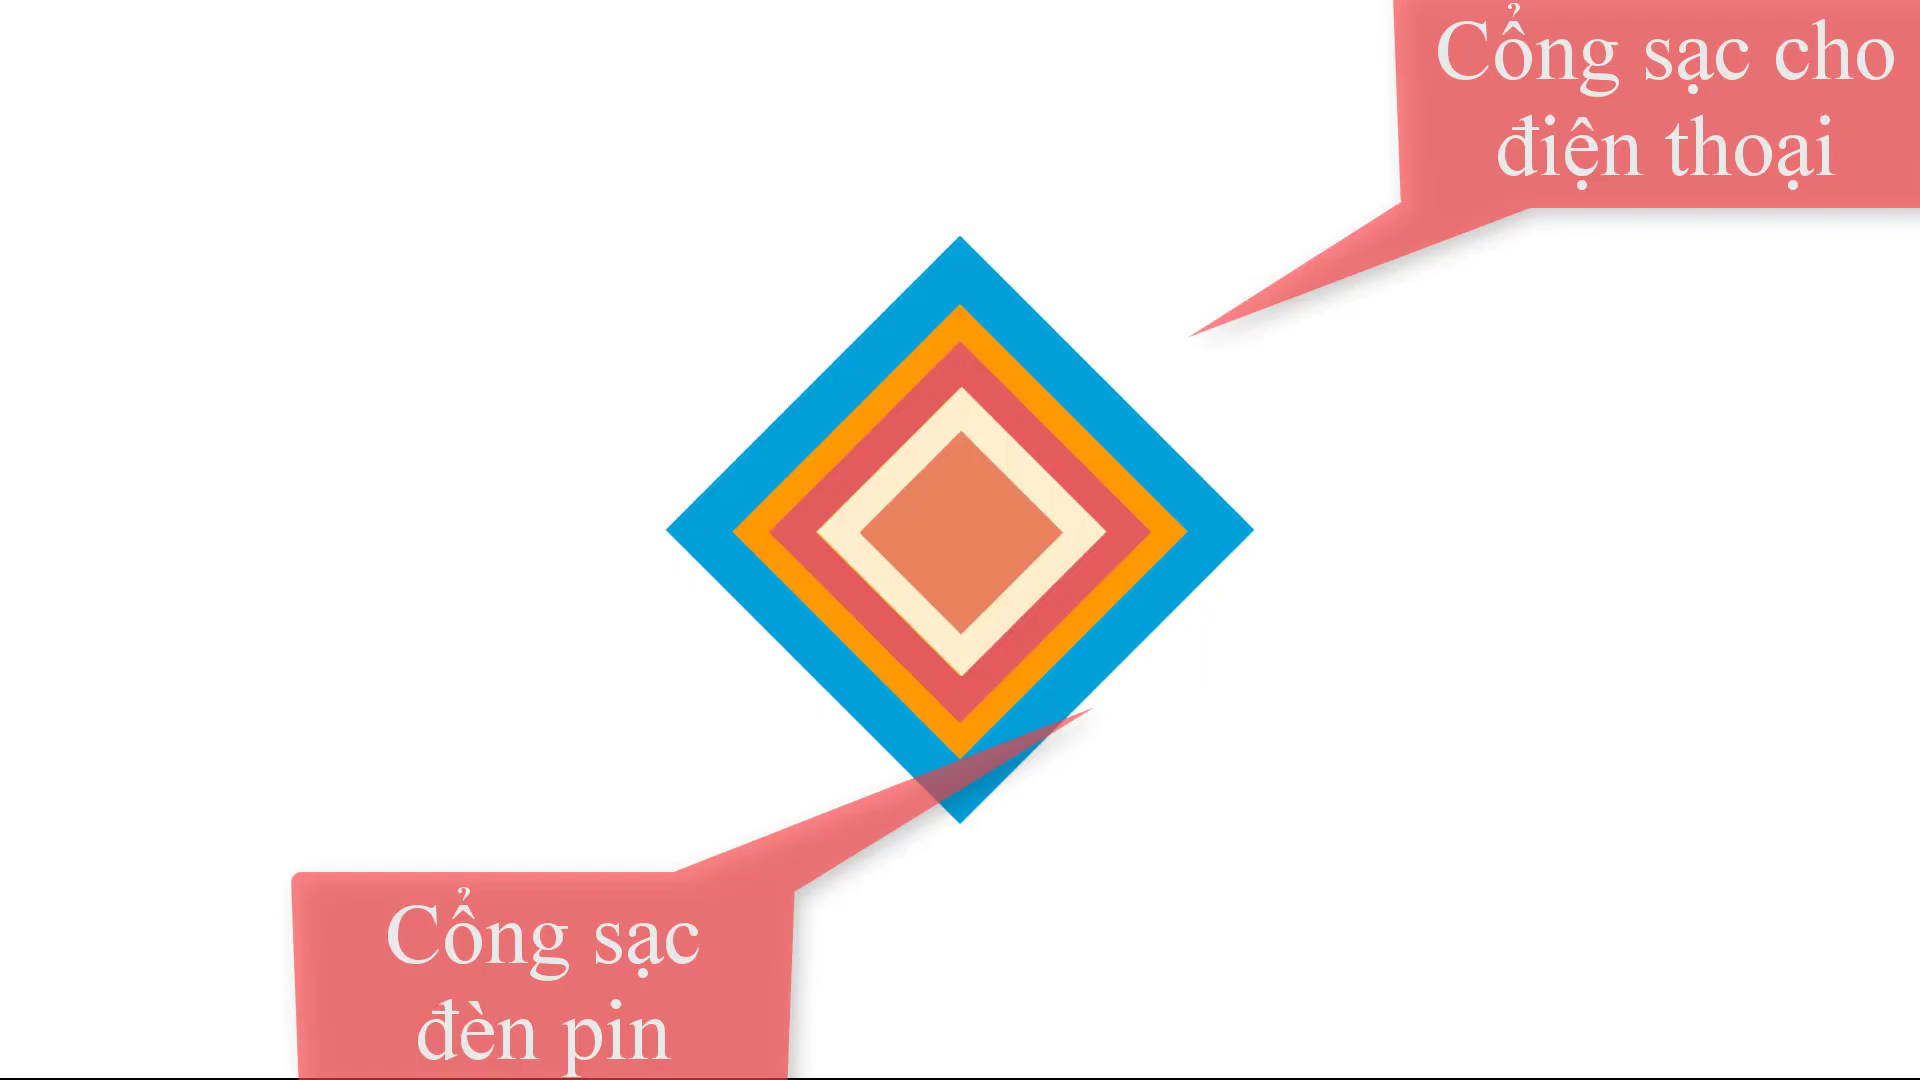 Cổng sạc cho
điện thoại
Cổng sạc
đèn pin